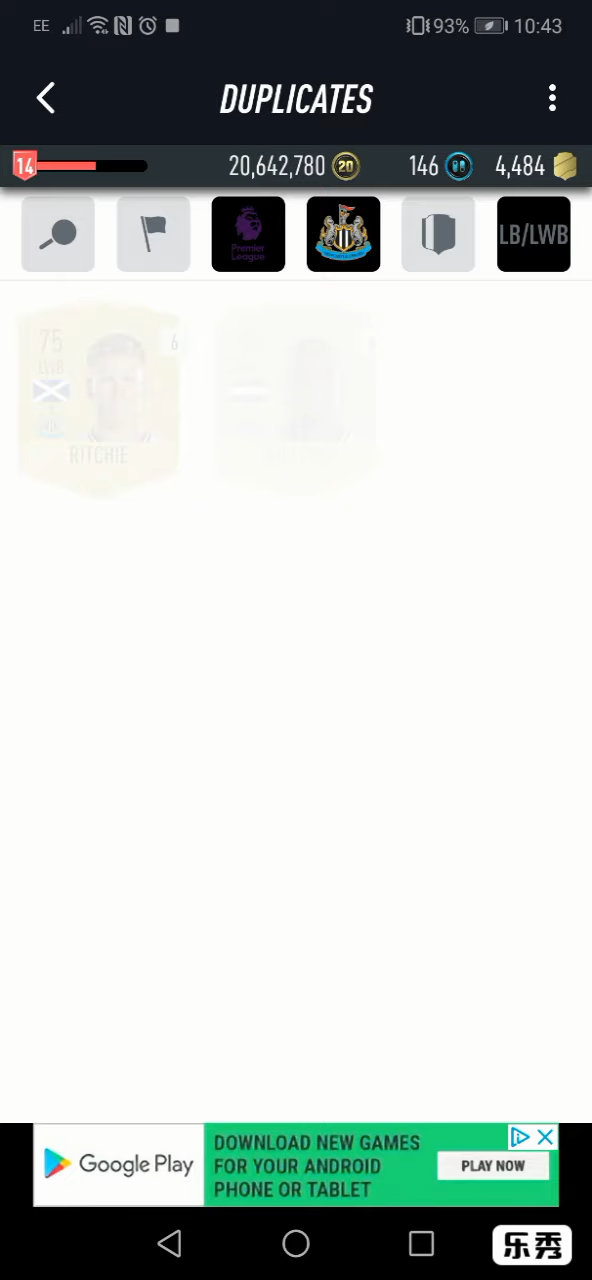 EE 93% 10:43
DUPLICATES
14 20,642,780 20 146 4,484
Premier
League
LB/LWB
75
6
LWB
RITCHIE
DOWNLOAD NEW GAMES
Google Play FOR YOUR ANDROID PLAY NOW
PHONE OR TABLET
乐秀